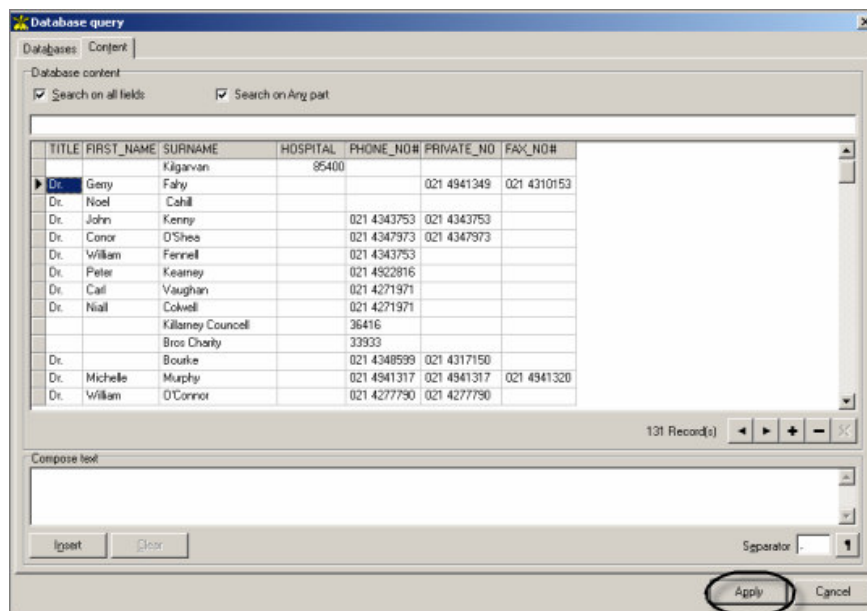 Database query
Databases Content
Database content
Search on all fields Search on Any part
TITLE FIRST_NAME SURNAME HOSPITAL PHONE_NO# PRIVATE_NO FAX_NO#
Kilgarvan 85400
Dr. Gerry Fahy 021 4941349 021 4310153
Dr. Noel Cahill
Dr. John Kenny 021 4343753 021 4343753
Dr. Conor O'Shea 021 4347973 021 4347973
Dr. William Fennell 021 4343753
Dr. Peter Kearney 021 4922816
Dr. Carl Vaughan 021 4271971
Dr. Niall Colwell 021 4271971
Killarney Councell 36416
Bros Charity 33933
Dr. Bourke 021 4348599 021 4317150
Dr. Michelle Murphy 021 4941317 021 4941317 021 4941320
Dr. William O'Connor 021 4277790 021 4277790
131 Record(s)
Compose text
Insert Clear Separator , ¶
Apply Cancel